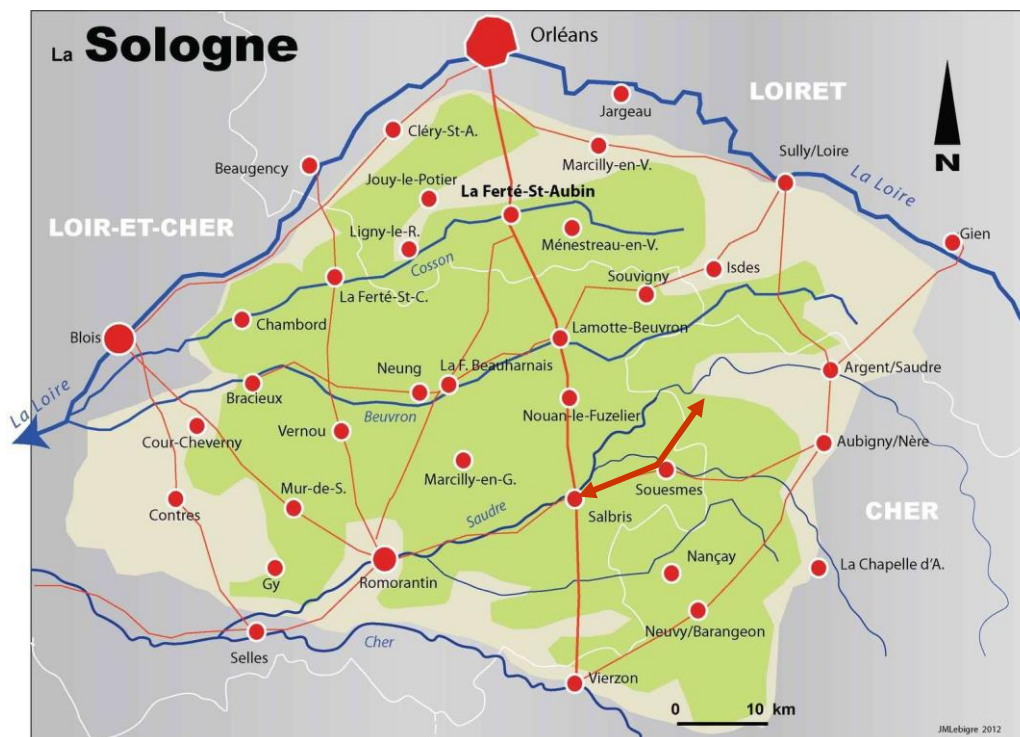 La Sologne
Orléans
LOIRET
Jargeau
Cléry-St-A.
Marcilly-en-V.
Sully/Loire
N
Beaugency
Jouy-le-Potier
La Ferté-St-Aubin
La Loire
LOIR-ET-CHER
Ligny-le-R.
Ménestreau-en-V.
Gien
Cosson
Souvigny
Isdes
La Ferté-St-C.
Chambord
Blois
Lamotte-Beuvron
La Loire
Neung
La F. Beauharnais
Argent/Saudre
Bracieux
Beuvron
Nouan-le-Fuzelier
Cour-Cheverny
Vernou
Aubigny/Nère
Marcilly-en-G.
Souesmes
Mur-de-S.
Contres
Saudre
Salbris
CHER
Nançay
La Chapelle d'A.
Gy
Romorantin
Neuvy/Barangeon
Cher
Selles
Vierzon
0 10 km
JMLebigre 2012